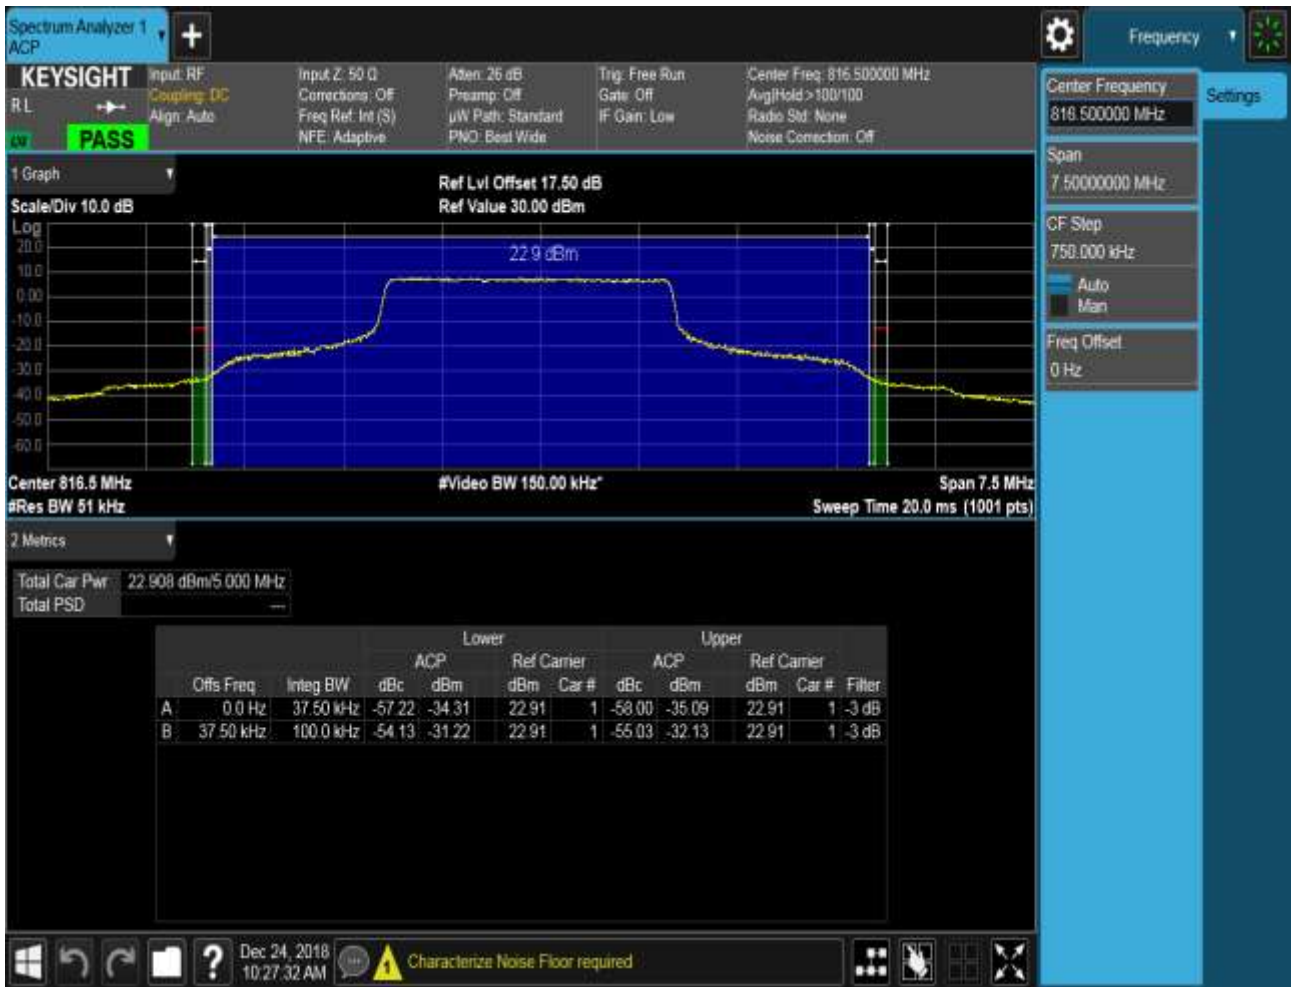 Spectrum Analyzer 1
ACP
Frequency
KEYSIGHT
R L
PASS
Input: RF
Coupling: DC
Align: Auto
Input Z: 50 Ω
Corrections: Off
Freq Ref: Int (S)
NFE: Adaptive
Atten: 26 dB
Preamp: Off
µW Path: Standard
PNO: Best Wide
Trig: Free Run
Gate: Off
IF Gain: Low
Center Freq: 816.500000 MHz
Avg|Hold:>100/100
Radio Std: None
Noise Correction: Off
Center Frequency
816.500000 MHz
Settings
Span
7.50000000 MHz
CF Step
750.000 kHz
Auto
Man
Freq Offset
0 Hz
1 Graph
Scale/Div 10.0 dB
Ref Lvl Offset 17.50 dB
Ref Value 30.00 dBm
Log
22.9 dBm
20.0
10.0
0.00
-10.0
-20.0
-30.0
-40.0
-50.0
-60.0
Center 816.5 MHz
#Video BW 150.00 kHz*
Span 7.5 MHz
#Res BW 51 kHz
Sweep Time 20.0 ms (1001 pts)
2 Metrics
Total Car Pwr 22.908 dBm/5.000 MHz
Total PSD ---
Lower Upper
ACP Ref Carrier ACP Ref Carrier
Offs Freq Integ BW dBc dBm dBm Car # dBc dBm dBm Car # Filter
A 0.0 Hz 37.50 kHz -57.22 -34.31 22.91 1 -58.00 -35.09 22.91 1 -3 dB
B 37.50 kHz 100.0 kHz -54.13 -31.22 22.91 1 -55.03 -32.13 22.91 1 -3 dB
Dec 24, 2018
10:27:32 AM
1
Characterize Noise Floor required